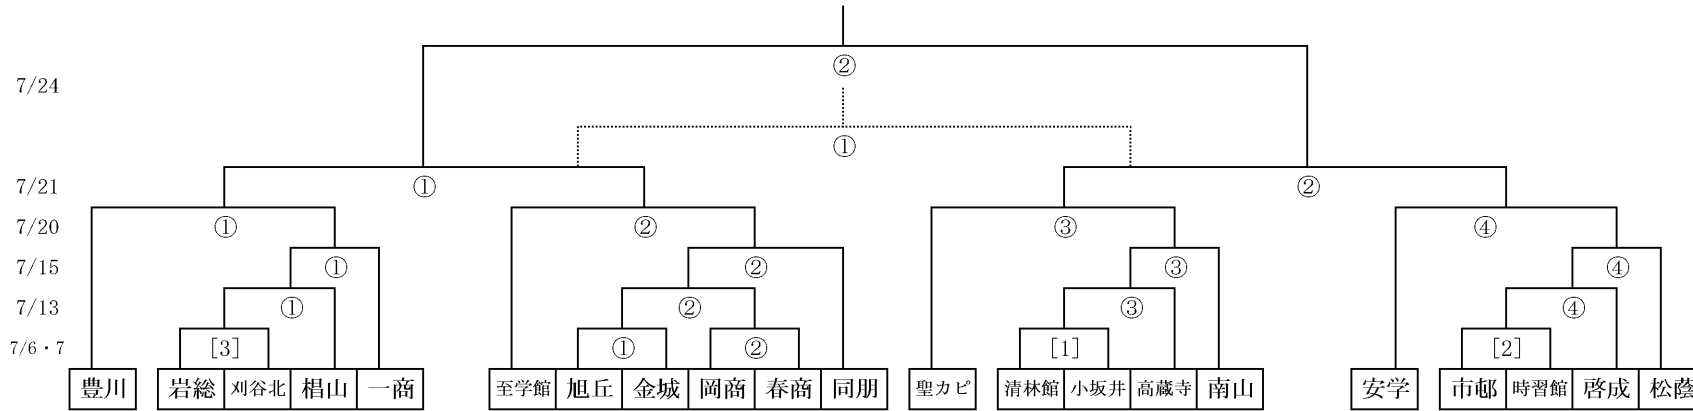 ②
7/24
①
7/21 ① ②
7/20 ① ② ③ ④
7/15 ① ② ③ ④
7/13 ① ② ③ ④
7/6・7 [3] ① ② [1] [2]
豊川 岩総 刈谷北 椙山 一商 至学館 旭丘 金城 岡商 春商 同朋 聖カピ 清林館 小坂井 高蔵寺 南山 安学 市邨 時習館 啓成 松蔭